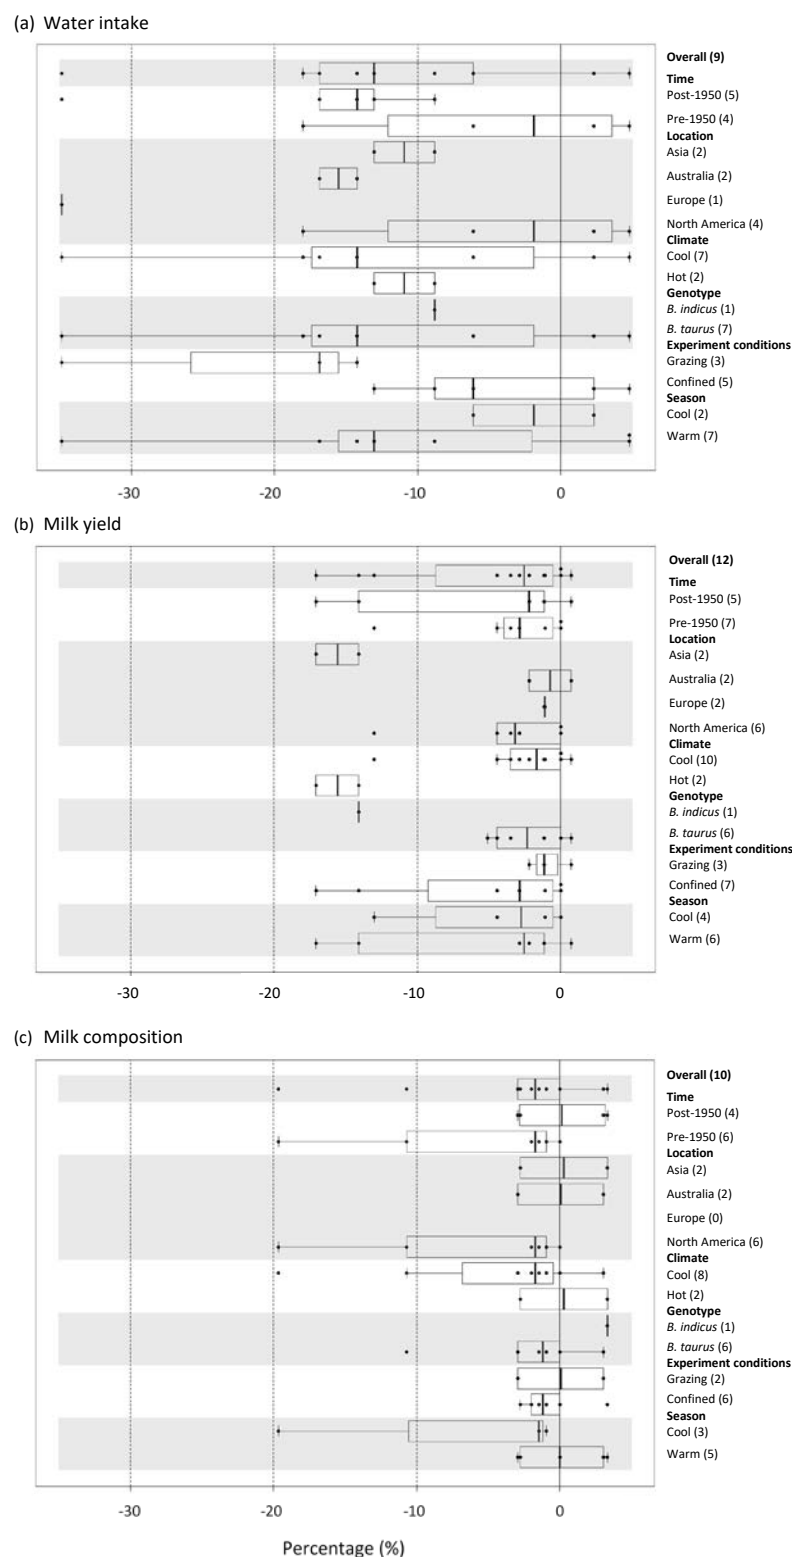 (a) Water intake
Overall (9)
Time
Post-1950 (5)
Pre-1950 (4)
Location
Asia (2)
Australia (2)
Europe (1)
North America (4)
Climate
Cool (7)
Hot (2)
Genotype
B. indicus (1)
B. taurus (7)
Experiment conditions
Grazing (3)
Confined (5)
Season
Cool (2)
Warm (7)
-30 -20 -10 0
(b) Milk yield
Overall (12)
Time
Post-1950 (5)
Pre-1950 (7)
Location
Asia (2)
Australia (2)
Europe (2)
North America (6)
Climate
Cool (10)
Hot (2)
Genotype
B. indicus (1)
B. taurus (6)
Experiment conditions
Grazing (3)
Confined (7)
Season
Cool (4)
Warm (6)
-30 -20 -10 0
(c) Milk composition
Overall (10)
Time
Post-1950 (4)
Pre-1950 (6)
Location
Asia (2)
Australia (2)
Europe (0)
North America (6)
Climate
Cool (8)
Hot (2)
Genotype
B. indicus (1)
B. taurus (6)
Experiment conditions
Grazing (2)
Confined (6)
Season
Cool (3)
Warm (5)
-30 -20 -10 0
Percentage (%)